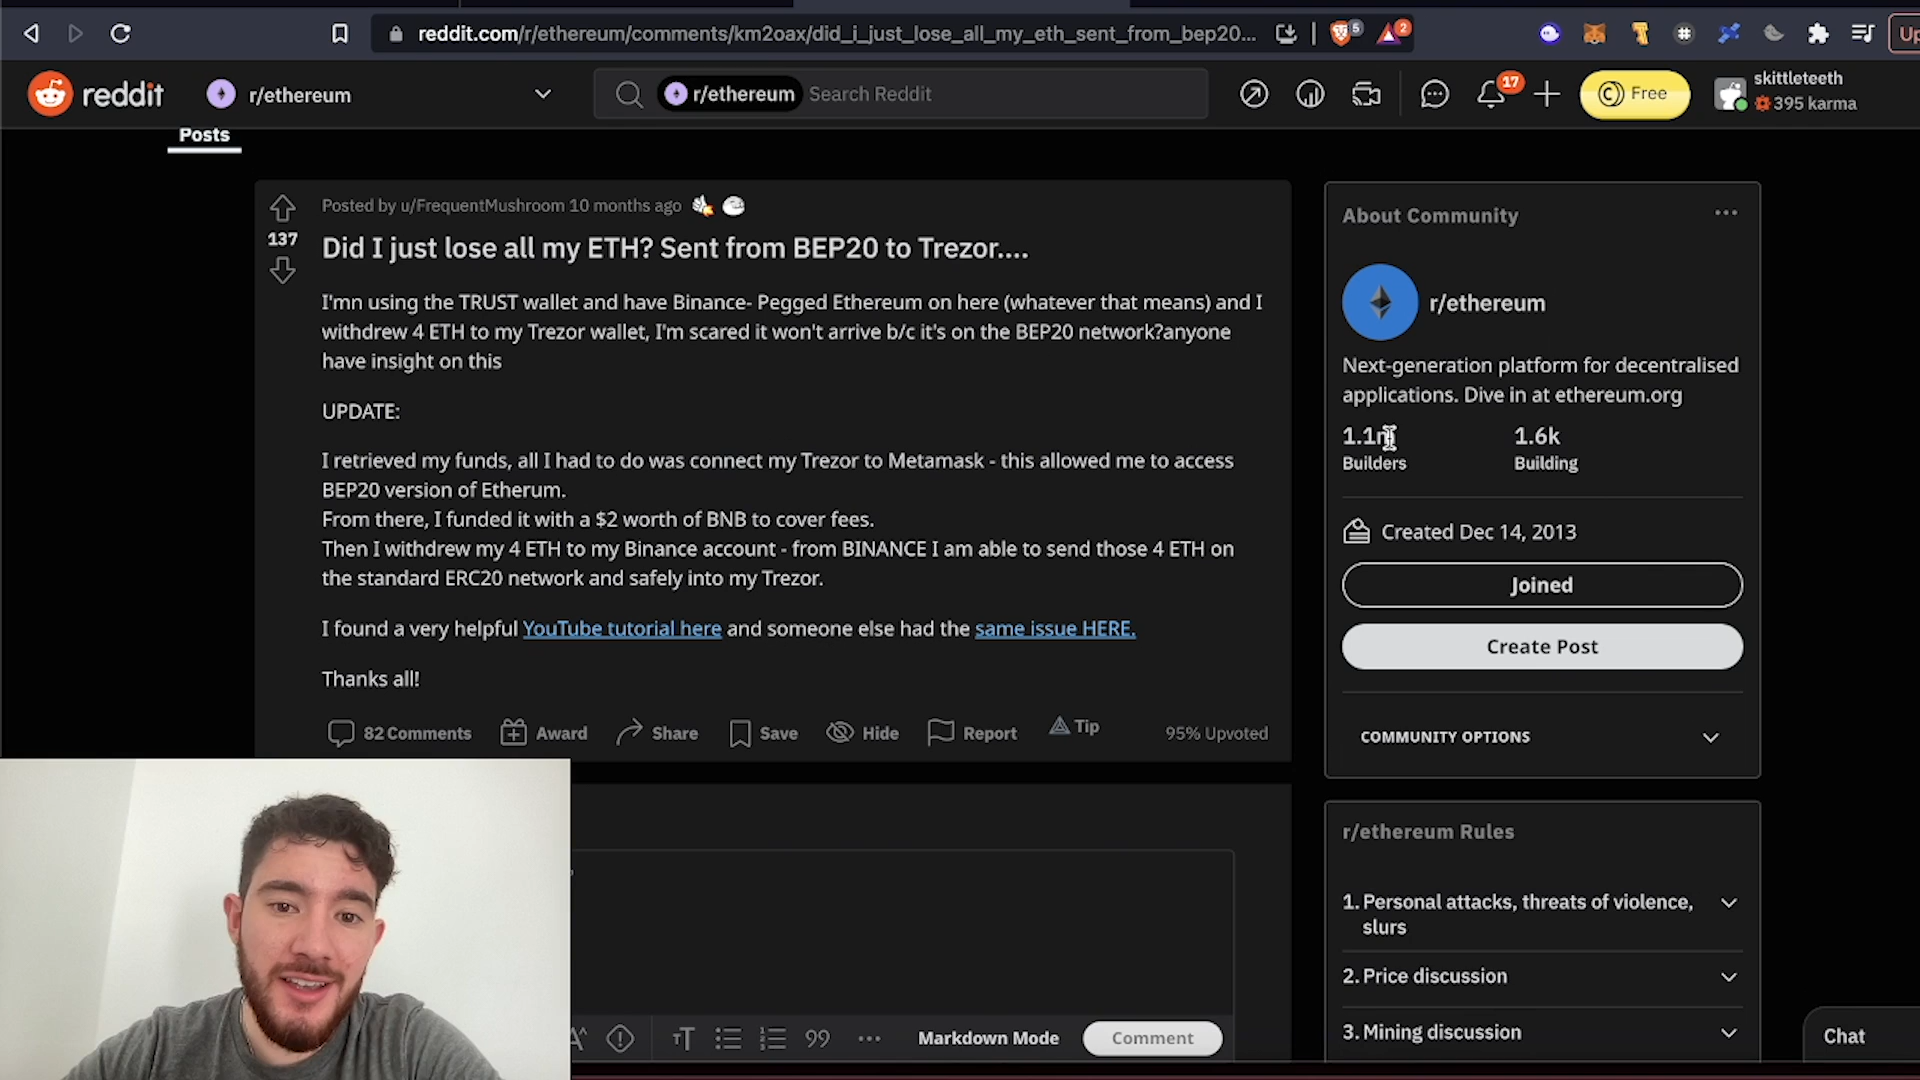 reddit.com/r/ethereum/comments/km2oax/did_i_just_lose_all_my_eth_sent_from_bep20...
5
2
Up
reddit
r/ethereum
r/ethereum
Search Reddit
17
Free
skittleteeth
395 karma
Posts
Posted by u/FrequentMushroom 10 months ago
137
Did I just lose all my ETH? Sent from BEP20 to Trezor....
I'mn using the TRUST wallet and have Binance- Pegged Ethereum on here (whatever that means) and I
withdrew 4 ETH to my Trezor wallet, I'm scared it won't arrive b/c it's on the BEP20 network?anyone
have insight on this
UPDATE:
I retrieved my funds, all I had to do was connect my Trezor to Metamask - this allowed me to access
BEP20 version of Etherum.
From there, I funded it with a $2 worth of BNB to cover fees.
Then I withdrew my 4 ETH to my Binance account - from BINANCE I am able to send those 4 ETH on
the standard ERC20 network and safely into my Trezor.
I found a very helpful YouTube tutorial here and someone else had the same issue HERE.
Thanks all!
82 Comments
Award
Share
Save
Hide
Report
Tip
95% Upvoted
Markdown Mode
Comment
About Community
r/ethereum
Next-generation platform for decentralised
applications. Dive in at ethereum.org
1.1m
1.6k
Builders
Building
Created Dec 14, 2013
Joined
Create Post
COMMUNITY OPTIONS
r/ethereum Rules
1. Personal attacks, threats of violence,
slurs
2. Price discussion
3. Mining discussion
Chat